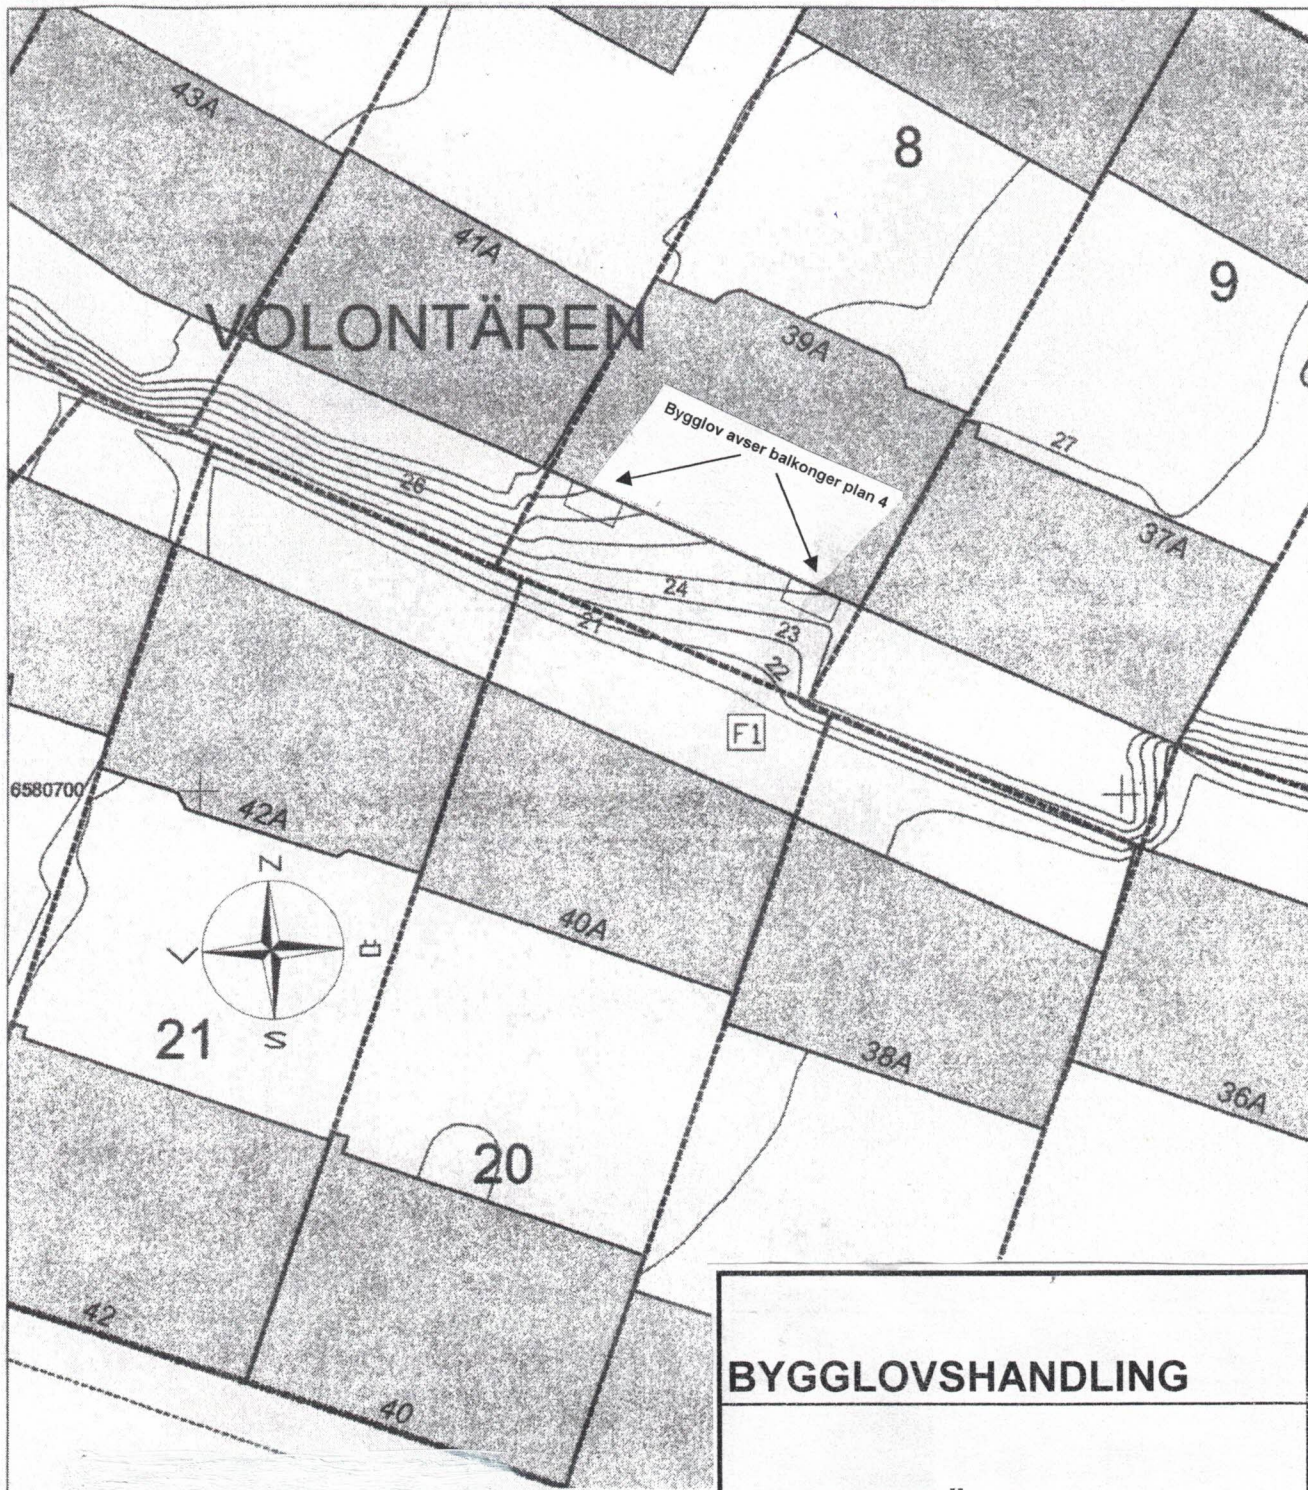 43A
8
41A
9
VOLONTÄREN
39A
Bygglov avser balkonger plan 4
27
26
37A
24
21
23
22
F1
6580700
42A
N
V
Ö
S
40A
21
38A
36A
20
42
40
BYGGLOVSHANDLING